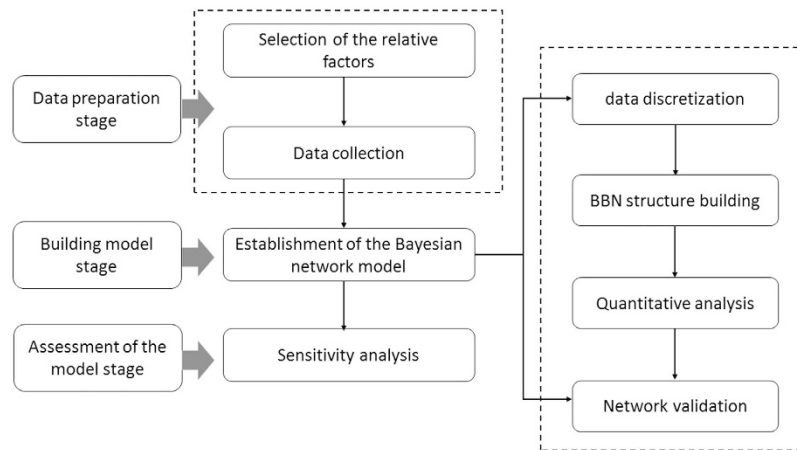 Selection of the relative
factors
Data preparation
stage
Data collection
Building model
stage
Establishment of the Bayesian
network model
Assessment of the
model stage
Sensitivity analysis
data discretization
BBN structure building
Quantitative analysis
Network validation